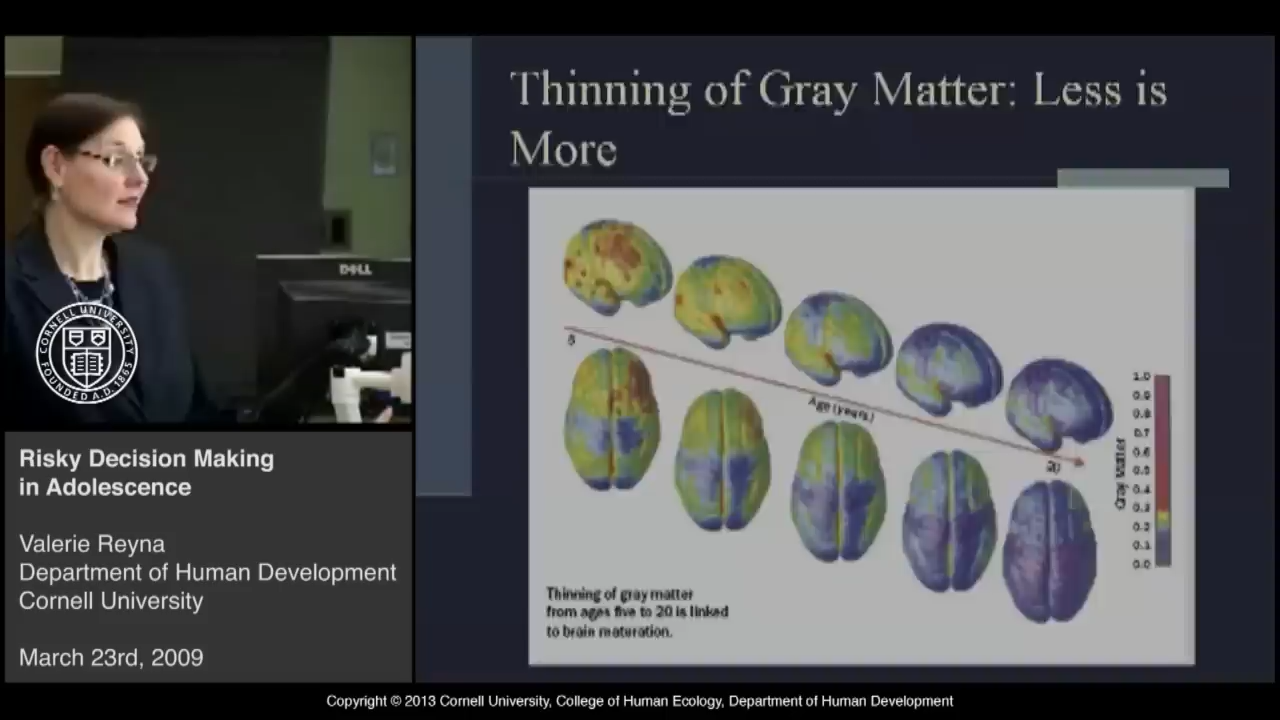 Thinning of Gray Matter: Less is
More
DELL
CORNELL UNIVERSITY
FOUNDED A.D. 1865
5
Age (years)
20
Gray Matter
1.0
0.9
0.8
0.7
0.6
0.5
0.4
0.3
0.2
0.1
0.0
Thinning of gray matter
from ages five to 20 is linked
to brain maturation.
Risky Decision Making
in Adolescence
Valerie Reyna
Department of Human Development
Cornell University
March 23rd, 2009
Copyright © 2013 Cornell University, College of Human Ecology, Department of Human Development